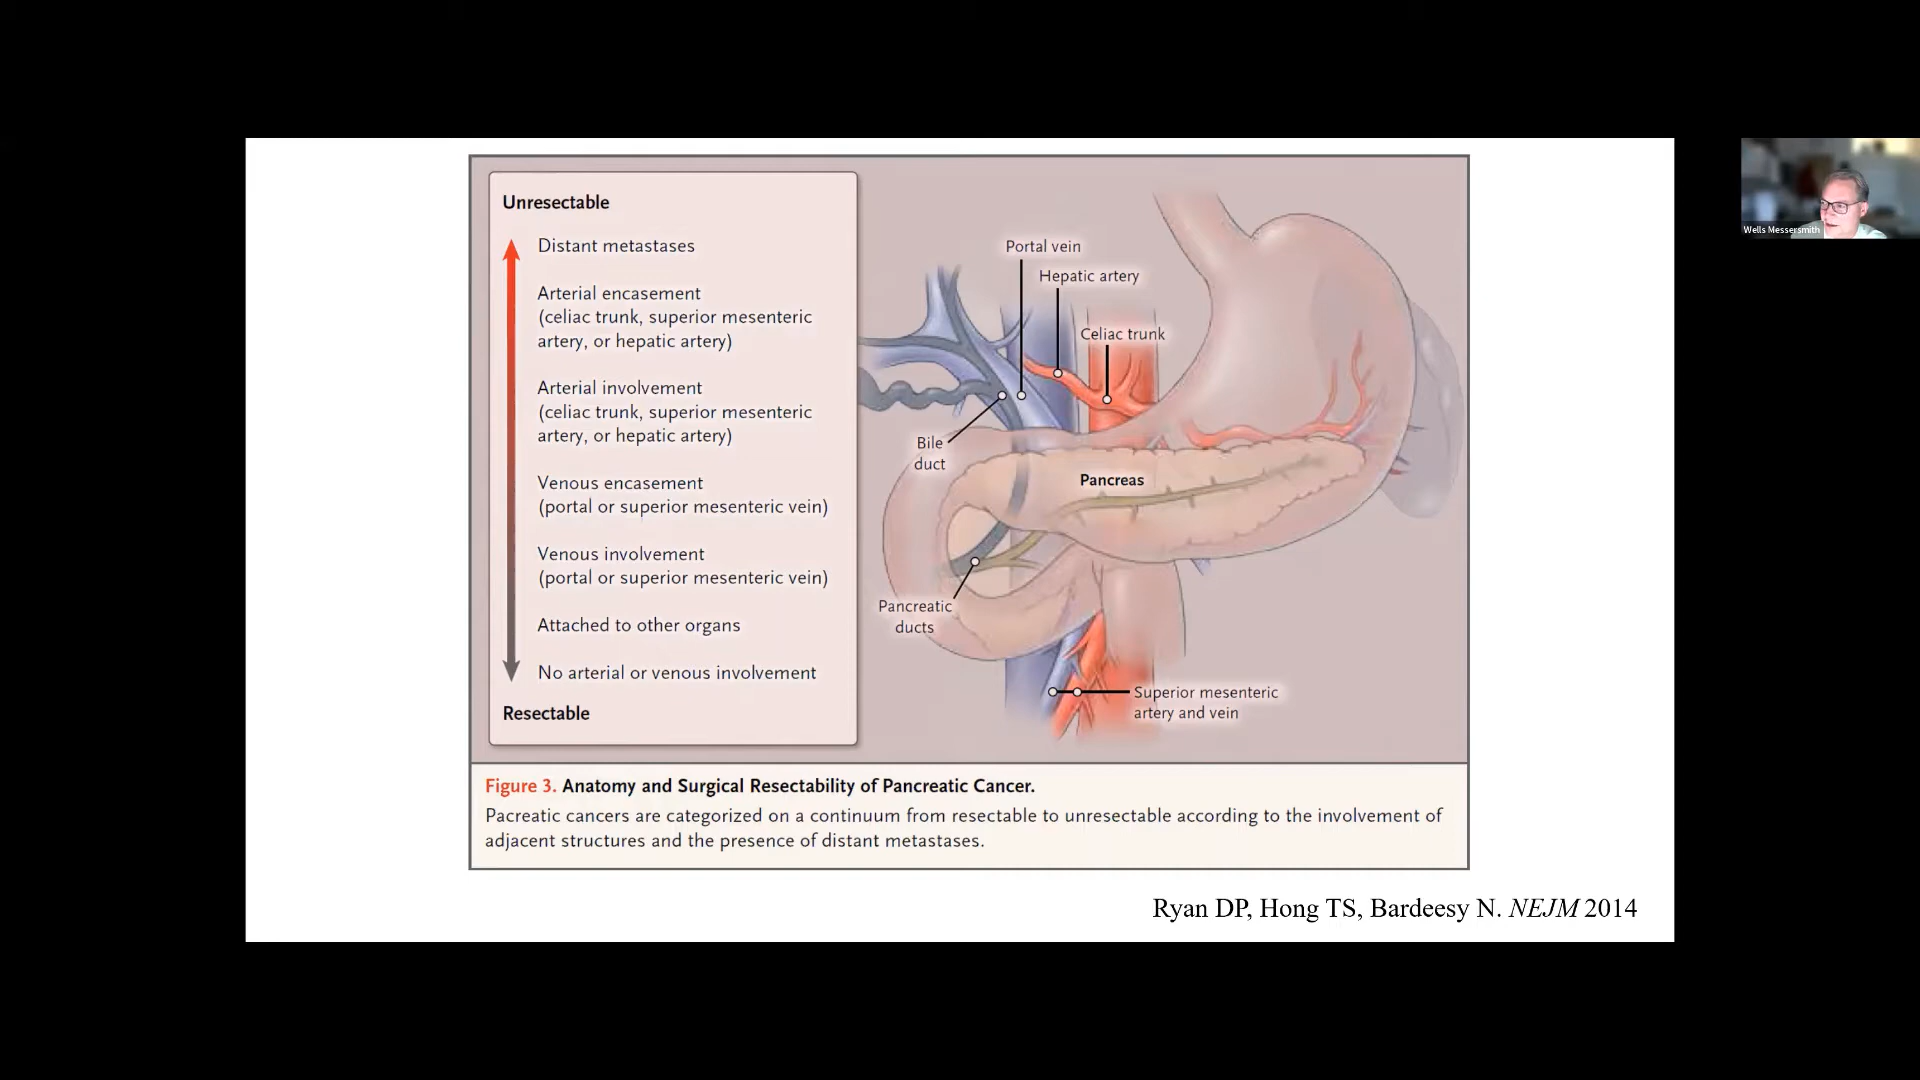 Unresectable
Distant metastases
Arterial encasement
(celiac trunk, superior mesenteric
artery, or hepatic artery)
Arterial involvement
(celiac trunk, superior mesenteric
artery, or hepatic artery)
Venous encasement
(portal or superior mesenteric vein)
Venous involvement
(portal or superior mesenteric vein)
Attached to other organs
No arterial or venous involvement
Resectable
Portal vein
Hepatic artery
Celiac trunk
Bile
duct
Pancreas
Pancreatic
ducts
Superior mesenteric
artery and vein
Figure 3. Anatomy and Surgical Resectability of Pancreatic Cancer.
Pacreatic cancers are categorized on a continuum from resectable to unresectable according to the involvement of
adjacent structures and the presence of distant metastases.
Ryan DP, Hong TS, Bardeesy N. NEJM 2014
Wells Messersmith